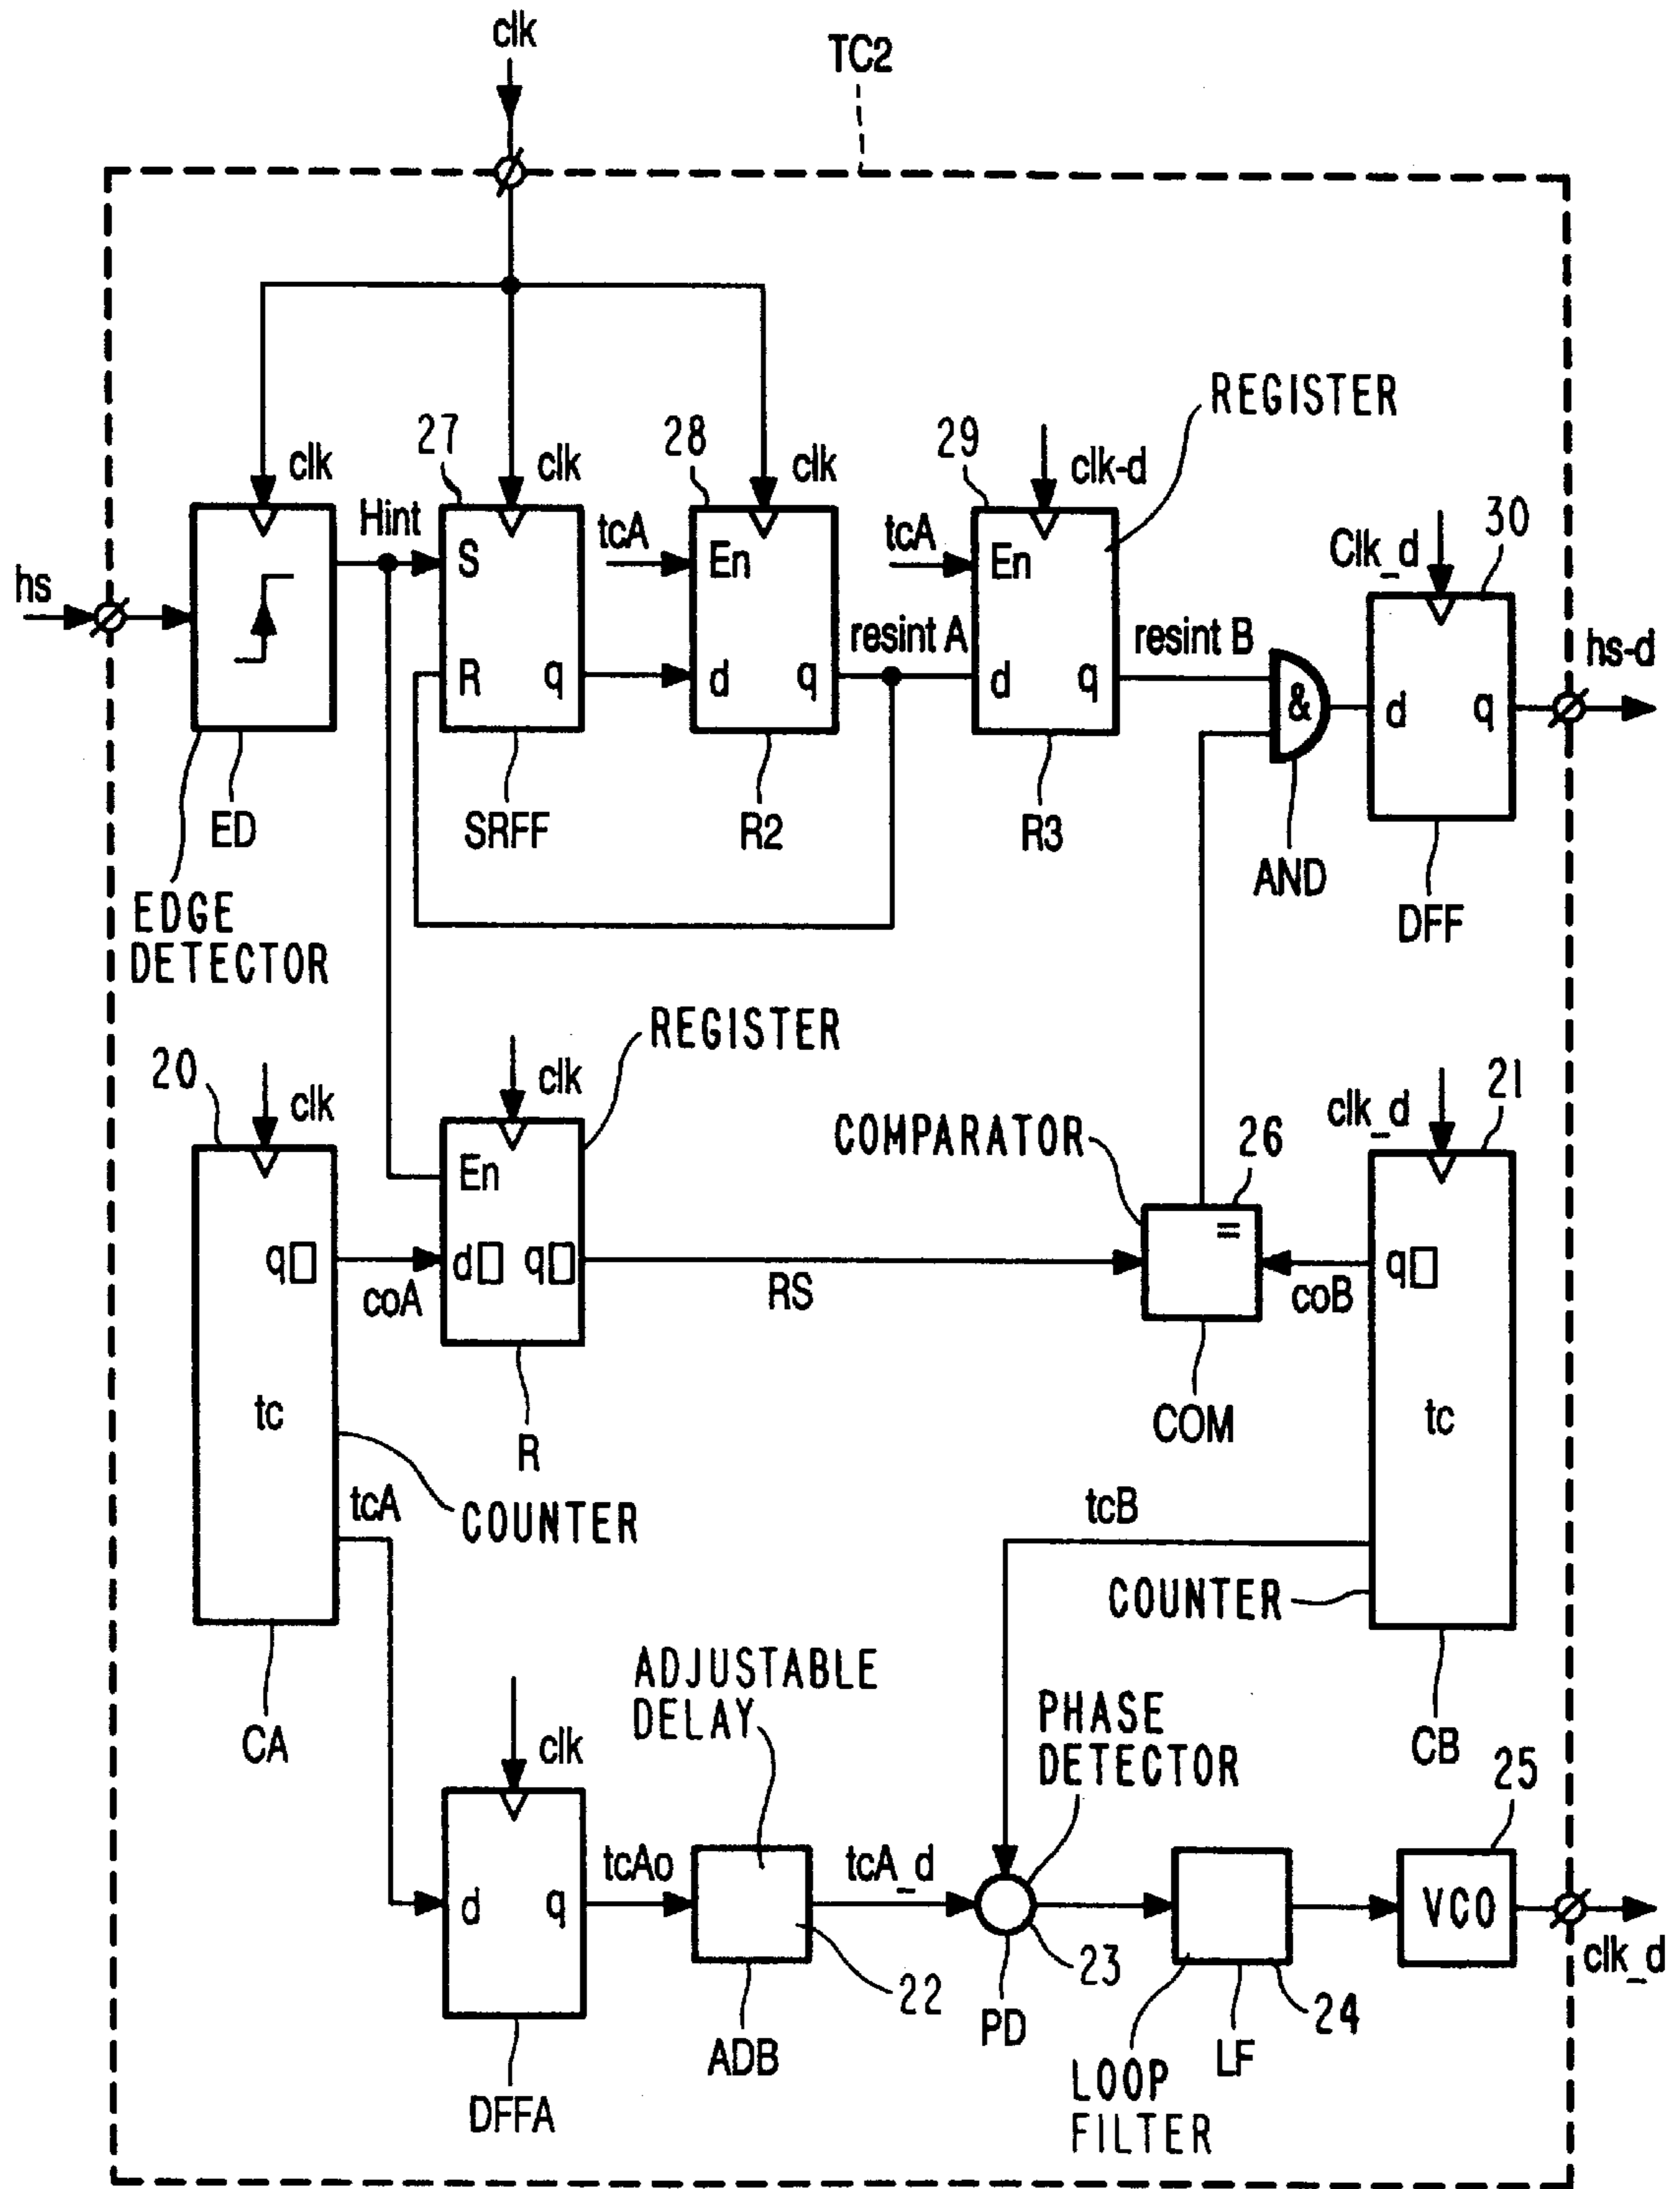 clk
TC2
REGISTER
27
28
29
30
clk
clk
clk
clk-d
Clk_d
Hint
tcA
tcA
hs
S
En
En
resint A
resint B
hs-d
R
q
d
q
d
q
&
d
q
ED
SRFF
R2
R3
AND
DFF
EDGE
DETECTOR
REGISTER
20
clk
clk
COMPARATOR
26
clk_d
21
En
=
q
d
q
q
coA
RS
coB
tc
R
COM
tc
tcA
COUNTER
tcB
COUNTER
ADJUSTABLE
DELAY
PHASE
DETECTOR
CA
clk
CB
25
tcAo
tcA_d
d
q
VCO
22
23
24
clk_d
PD
LF
ADB
DFFA
LOOP
FILTER